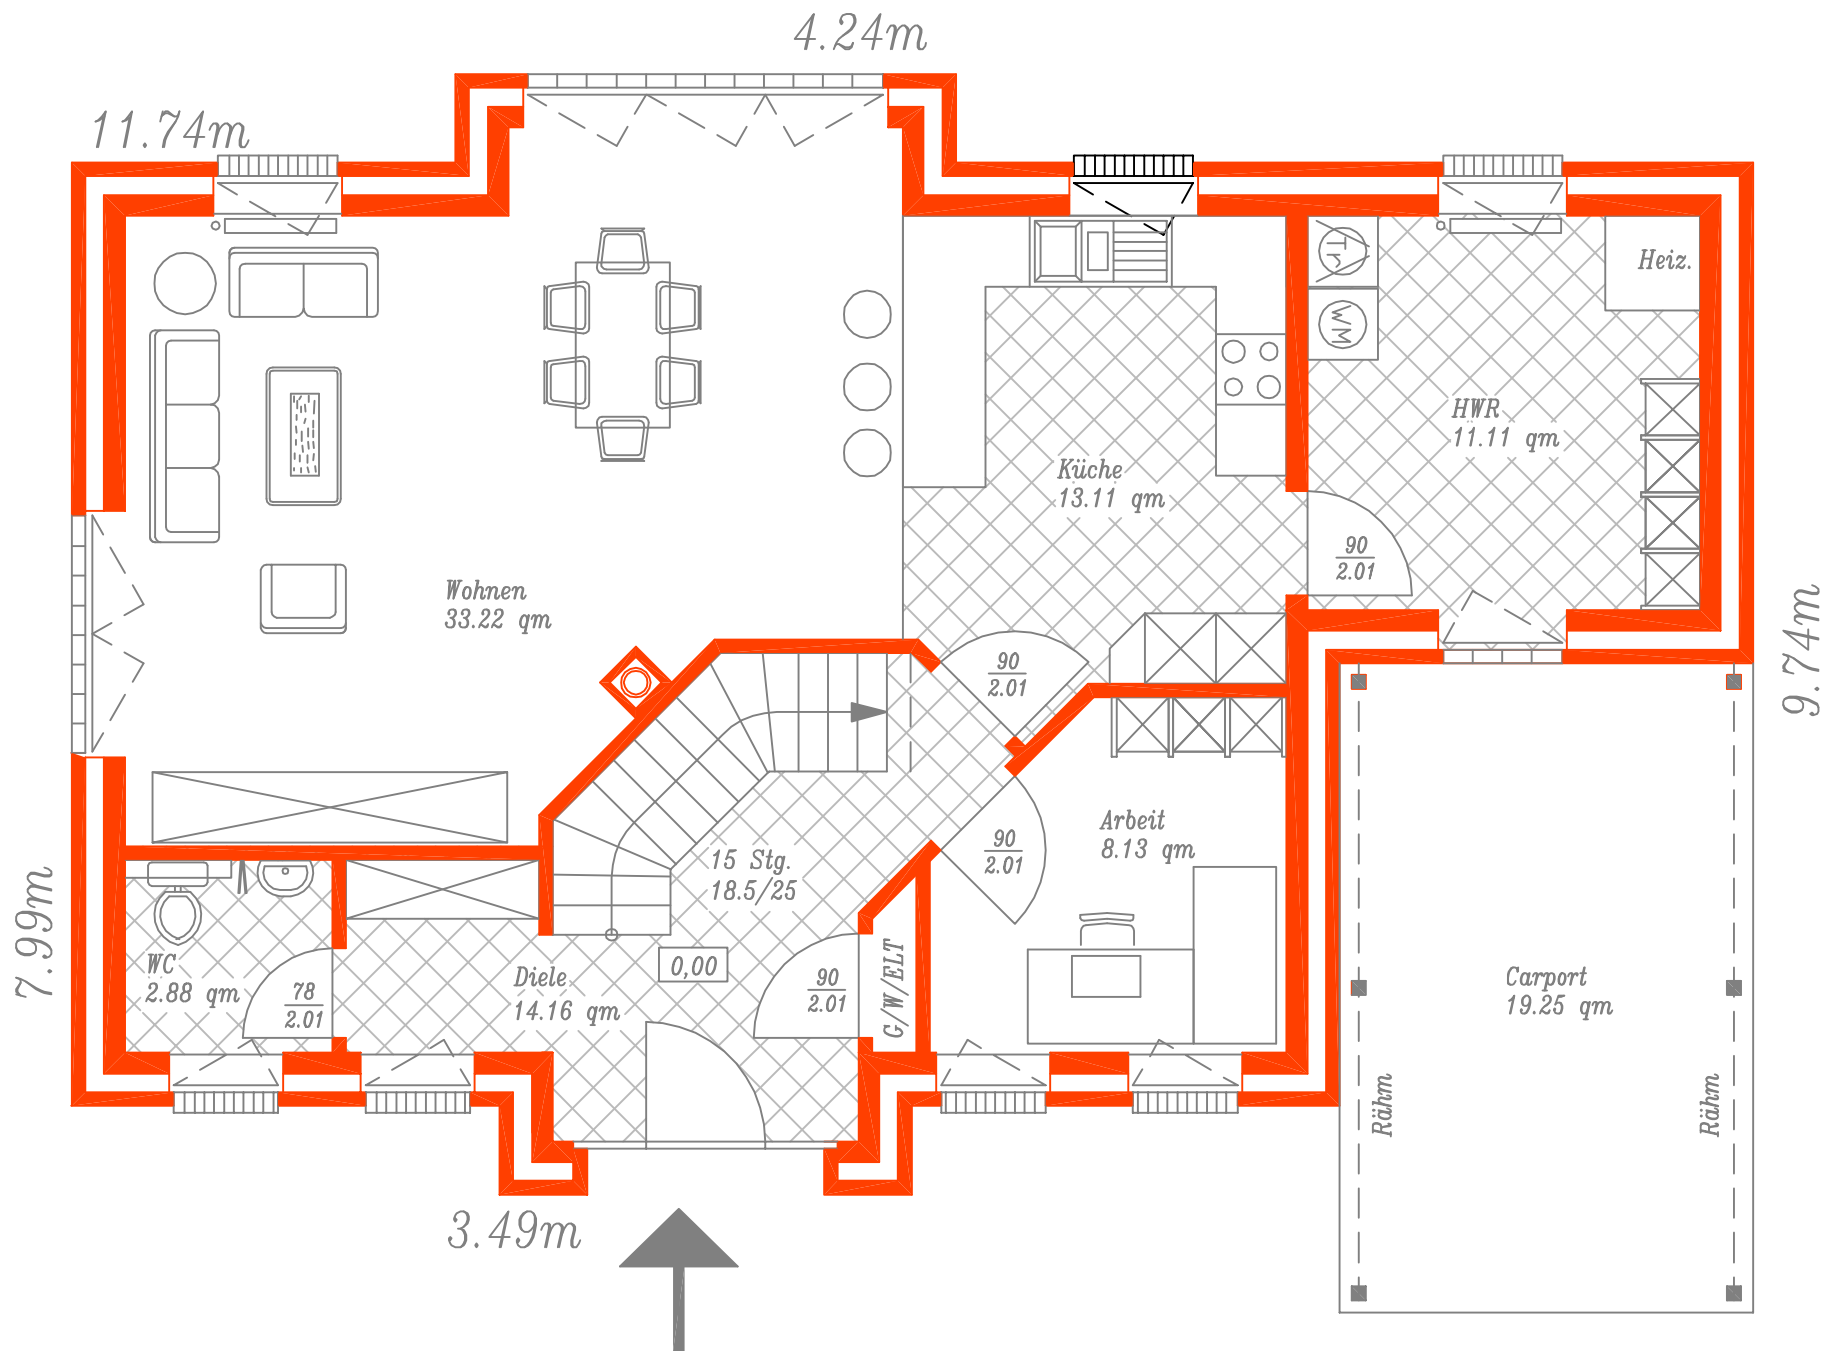 4.24m
11.74m
Tr
Heiz.
WM
HWR
11.11 qm
Küche
13.11 qm
90
2.01
Wohnen
33.22 qm
9.74m
90
2.01
Arbeit
8.13 qm
90
2.01
15 Stg.
18.5/25
7.99m
WC
2.88 qm
78
2.01
Diele
14.16 qm
0,00
90
2.01
G/W/ELT
Carport
19.25 qm
Rähm
Rähm
3.49m